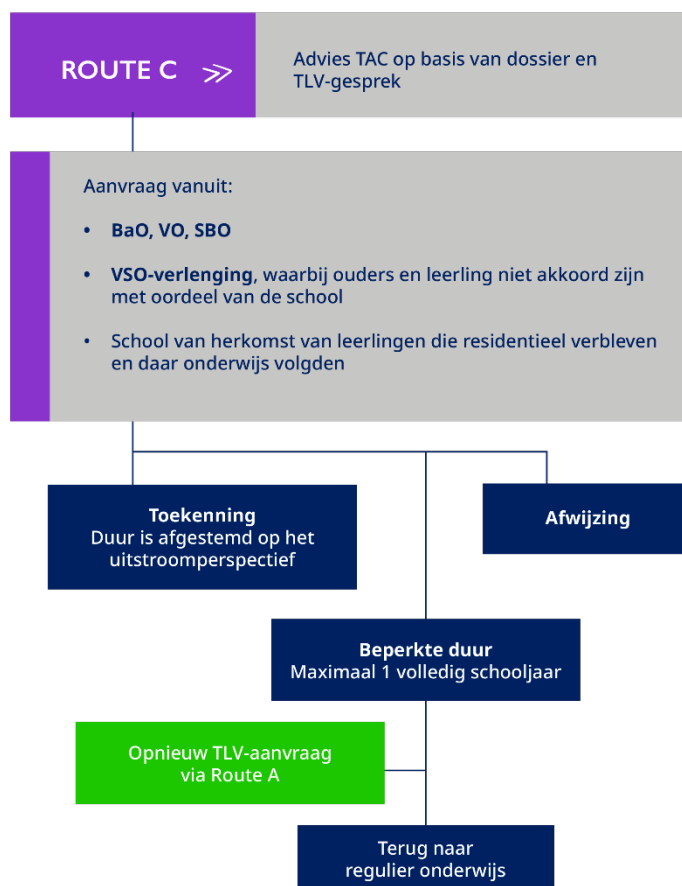 ROUTE C >>
Advies TAC op basis van dossier en
TLV-gesprek
Aanvraag vanuit:
• BaO, VO, SBO
• VSO-verlenging, waarbij ouders en leerling niet akkoord zijn
met oordeel van de school
• School van herkomst van leerlingen die residentieel verbleven
en daar onderwijs volgden
Toekenning
Duur is afgestemd op het
uitstroomperspectief
Afwijzing
Beperkte duur
Maximaal 1 volledig schooljaar
Opnieuw TLV-aanvraag
via Route A
Terug naar
regulier onderwijs